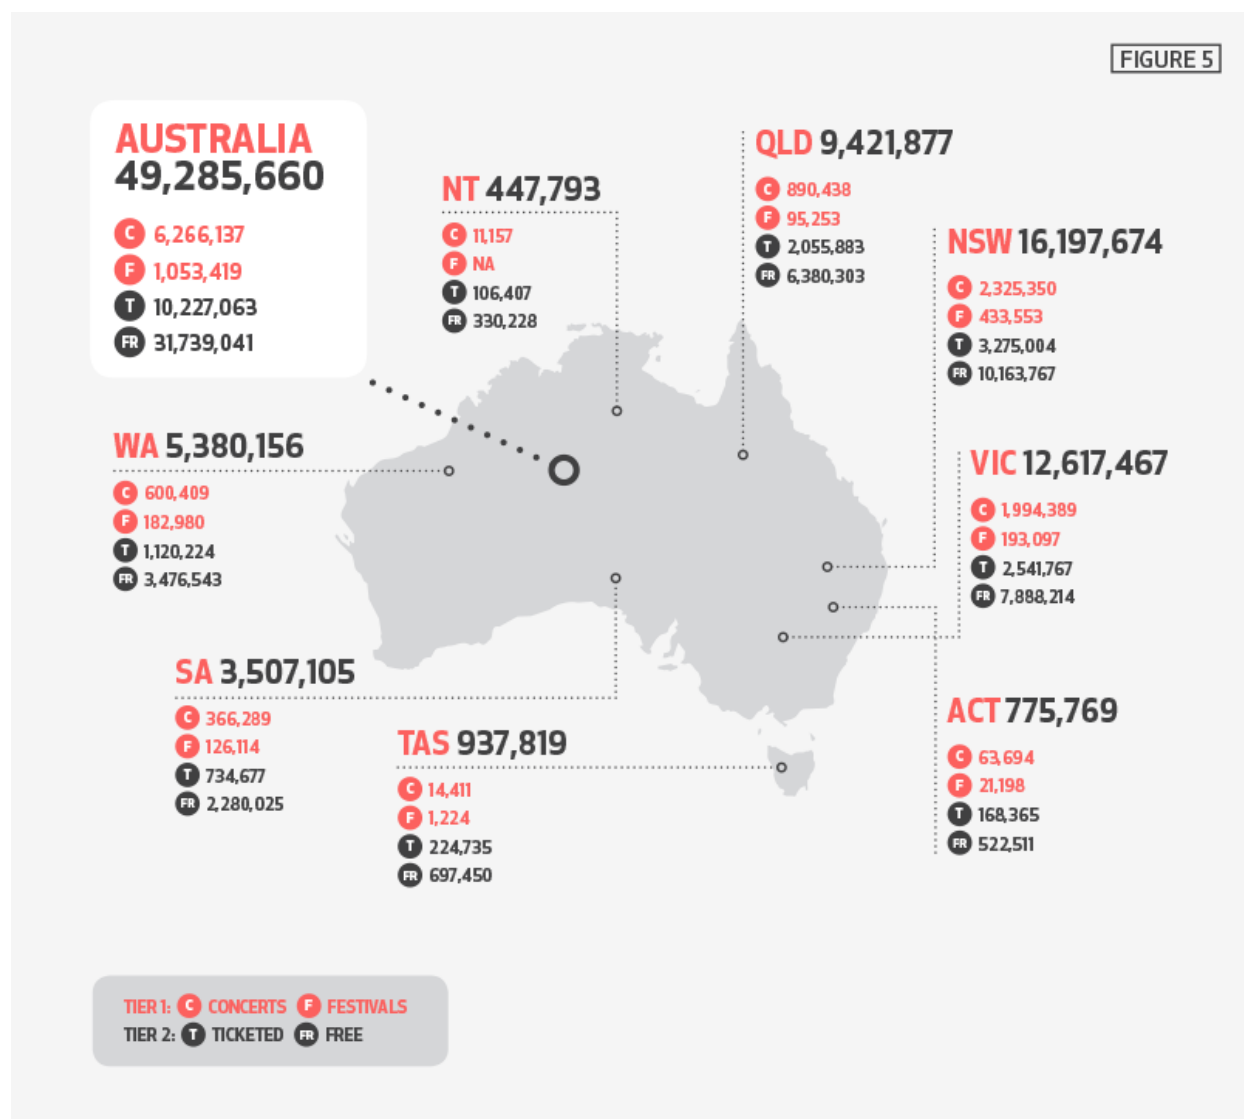 FIGURE 5
AUSTRALIA
49,285,660
C 6,266,137
F 1,053,419
T 10,227,063
FR 31,739,041
NT 447,793
C 11,157
F NA
T 106,407
FR 330,228
QLD 9,421,877
C 890,438
F 95,253
T 2,055,883
FR 6,380,303
NSW 16,197,674
C 2,325,350
F 433,553
T 3,275,004
FR 10,163,767
WA 5,380,156
C 600,409
F 182,980
T 1,120,224
FR 3,476,543
VIC 12,617,467
C 1,994,389
F 193,097
T 2,541,767
FR 7,888,214
SA 3,507,105
C 366,289
F 126,114
T 734,677
FR 2,280,025
TAS 937,819
C 14,411
F 1,224
T 224,735
FR 697,450
ACT 775,769
C 63,694
F 21,198
T 168,365
FR 522,511
TIER 1: C CONCERTS F FESTIVALS
TIER 2: T TICKETED FR FREE